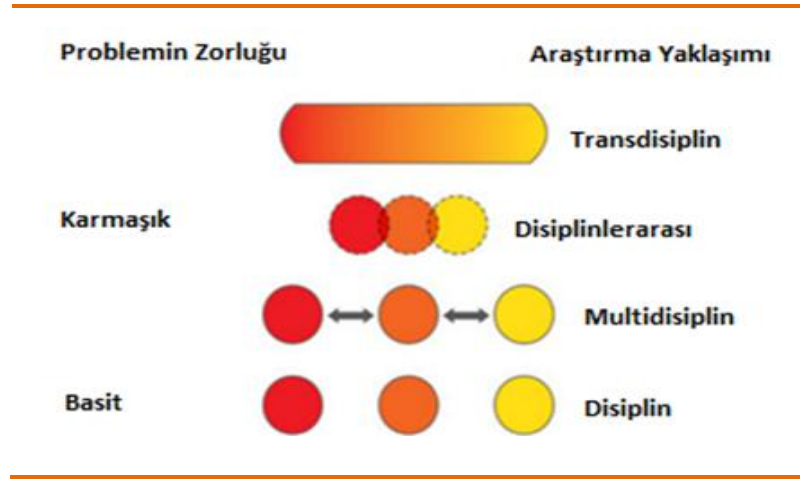 Problemin Zorluğu
Araştırma Yaklaşımı
Transdisiplin
Karmaşık
Disiplinlerarası
Multidisiplin
Basit
Disiplin